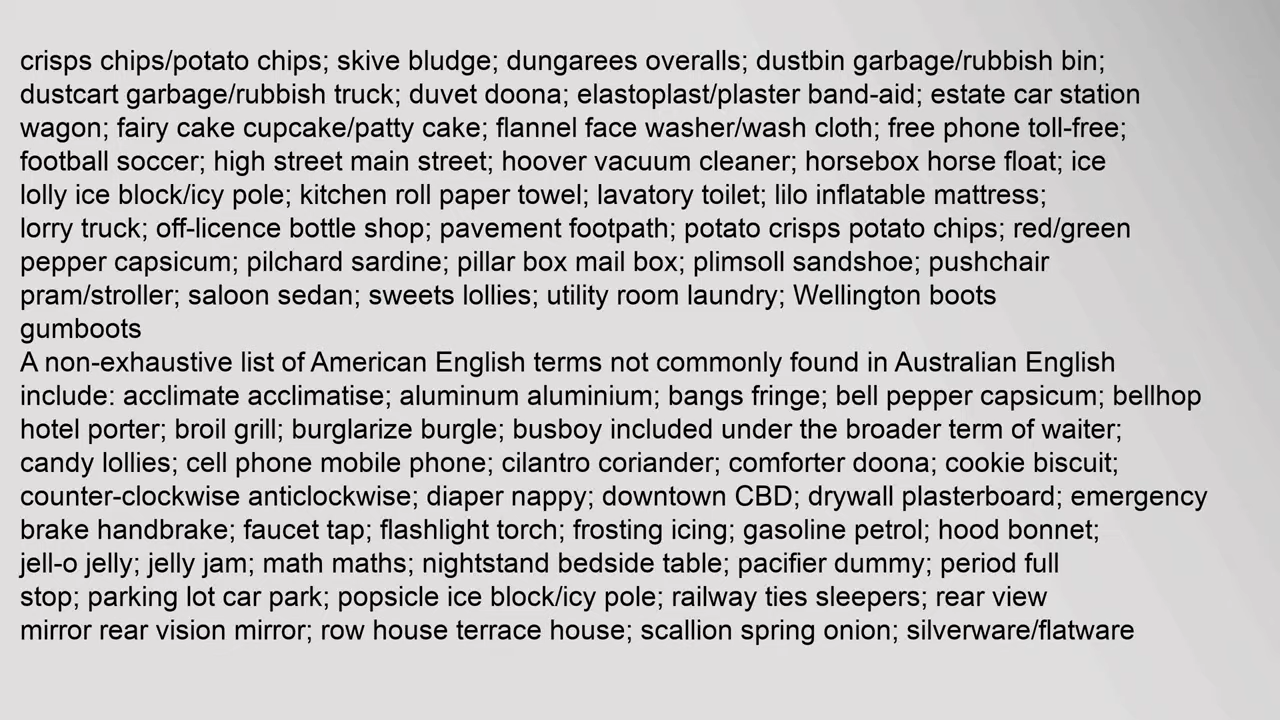 crisps chips/potato chips; skive bludge; dungarees overalls; dustbin garbage/rubbish bin;
dustcart garbage/rubbish truck; duvet doona; elastoplast/plaster band-aid; estate car station
wagon; fairy cake cupcake/patty cake; flannel face washer/wash cloth; free phone toll-free;
football soccer; high street main street; hoover vacuum cleaner; horsebox horse float; ice
lolly ice block/icy pole; kitchen roll paper towel; lavatory toilet; lilo inflatable mattress;
lorry truck; off-licence bottle shop; pavement footpath; potato crisps potato chips; red/green
pepper capsicum; pilchard sardine; pillar box mail box; plimsoll sandshoe; pushchair
pram/stroller; saloon sedan; sweets lollies; utility room laundry; Wellington boots
gumboots
A non-exhaustive list of American English terms not commonly found in Australian English
include: acclimate acclimatise; aluminum aluminium; bangs fringe; bell pepper capsicum; bellhop
hotel porter; broil grill; burglarize burgle; busboy included under the broader term of waiter;
candy lollies; cell phone mobile phone; cilantro coriander; comforter doona; cookie biscuit;
counter-clockwise anticlockwise; diaper nappy; downtown CBD; drywall plasterboard; emergency
brake handbrake; faucet tap; flashlight torch; frosting icing; gasoline petrol; hood bonnet;
jell-o jelly; jelly jam; math maths; nightstand bedside table; pacifier dummy; period full
stop; parking lot car park; popsicle ice block/icy pole; railway ties sleepers; rear view
mirror rear vision mirror; row house terrace house; scallion spring onion; silverware/flatware